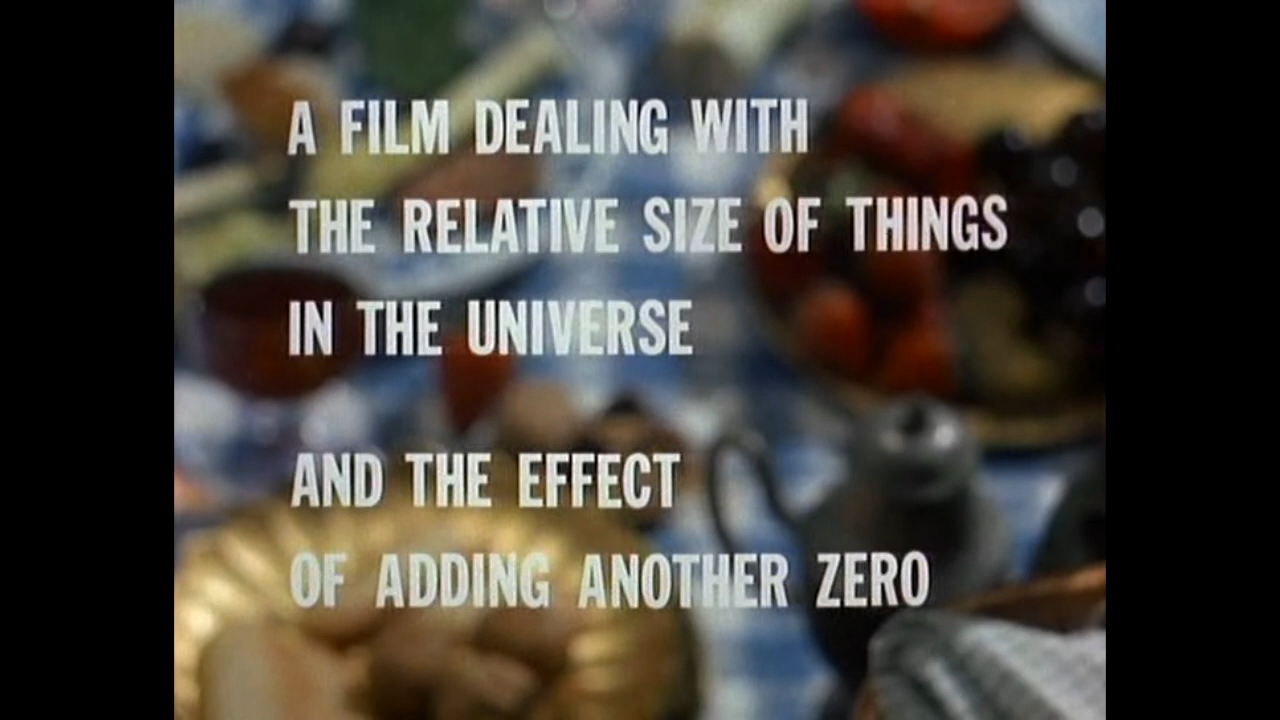 A FILM DEALING WITH
THE RELATIVE SIZE OF THINGS
IN THE UNIVERSE
AND THE EFFECT
OF ADDING ANOTHER ZERO